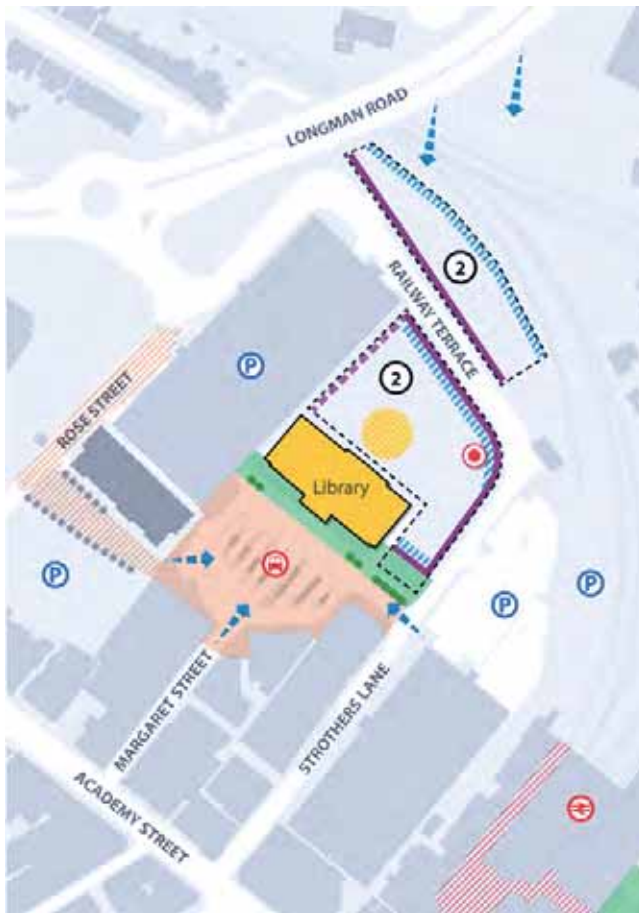 LONGMAN ROAD
2
RAILWAY TERRACE
2
P
ROSE STREET
Library
P
P
P
MARGARET STREET
STROTHERS LANE
ACADEMY STREET